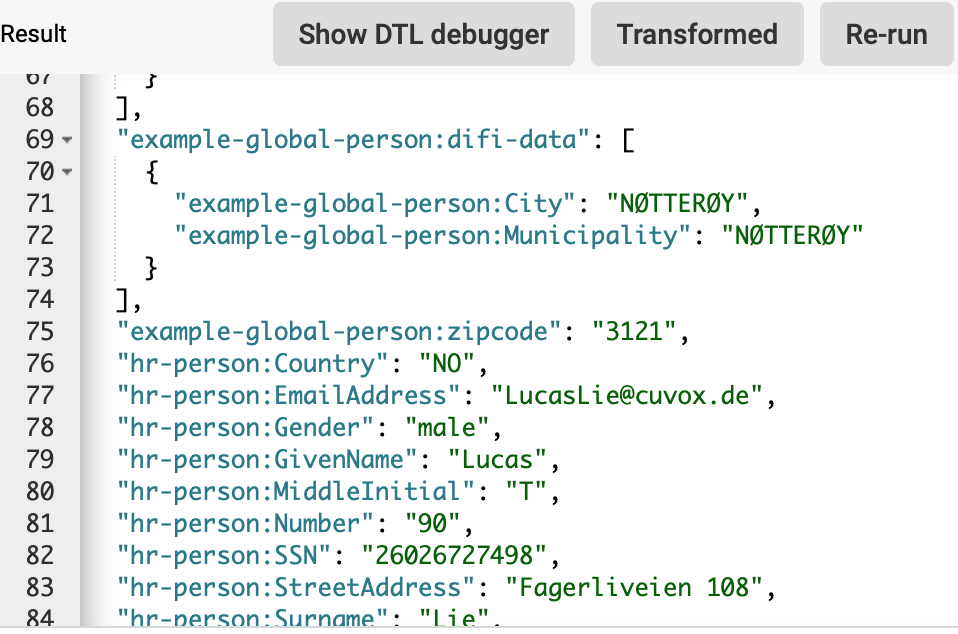 Result Show DTL debugger Transformed Re-run
67 }
68 ],
69 "example-global-person:difi-data": [
70 {
71 "example-global-person:City": "NØTTERØY",
72 "example-global-person:Municipality": "NØTTERØY"
73 }
74 ],
75 "example-global-person:zipcode": "3121",
76 "hr-person:Country": "NO",
77 "hr-person:EmailAddress": "LucasLie@cuvox.de",
78 "hr-person:Gender": "male",
79 "hr-person:GivenName": "Lucas",
80 "hr-person:MiddleInitial": "T",
81 "hr-person:Number": "90",
82 "hr-person:SSN": "26026727498",
83 "hr-person:StreetAddress": "Fagerliveien 108",
84 "hr-person:Surname": "Lie",